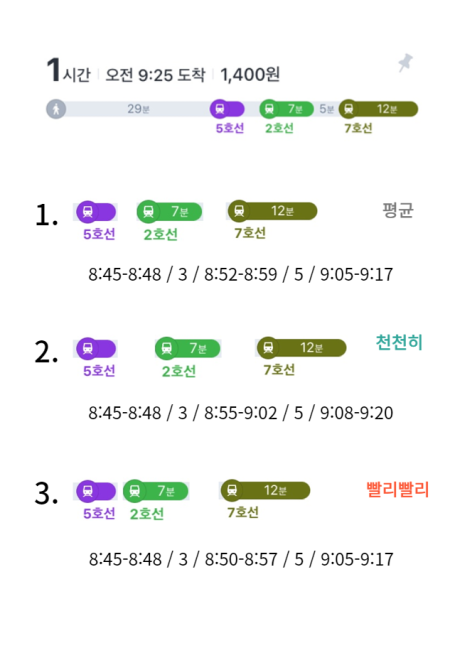 1시간 오전 9:25 도착 1,400원
29분 7분 5분 12분
5호선 2호선 7호선
1. 7분 12분 평균
5호선 2호선 7호선
8:45-8:48 / 3 / 8:52-8:59 / 5 / 9:05-9:17
2. 7분 12분 천천히
5호선 2호선 7호선
8:45-8:48 / 3 / 8:55-9:02 / 5 / 9:08-9:20
3. 7분 12분 빨리빨리
5호선 2호선 7호선
8:45-8:48 / 3 / 8:50-8:57 / 5 / 9:05-9:17